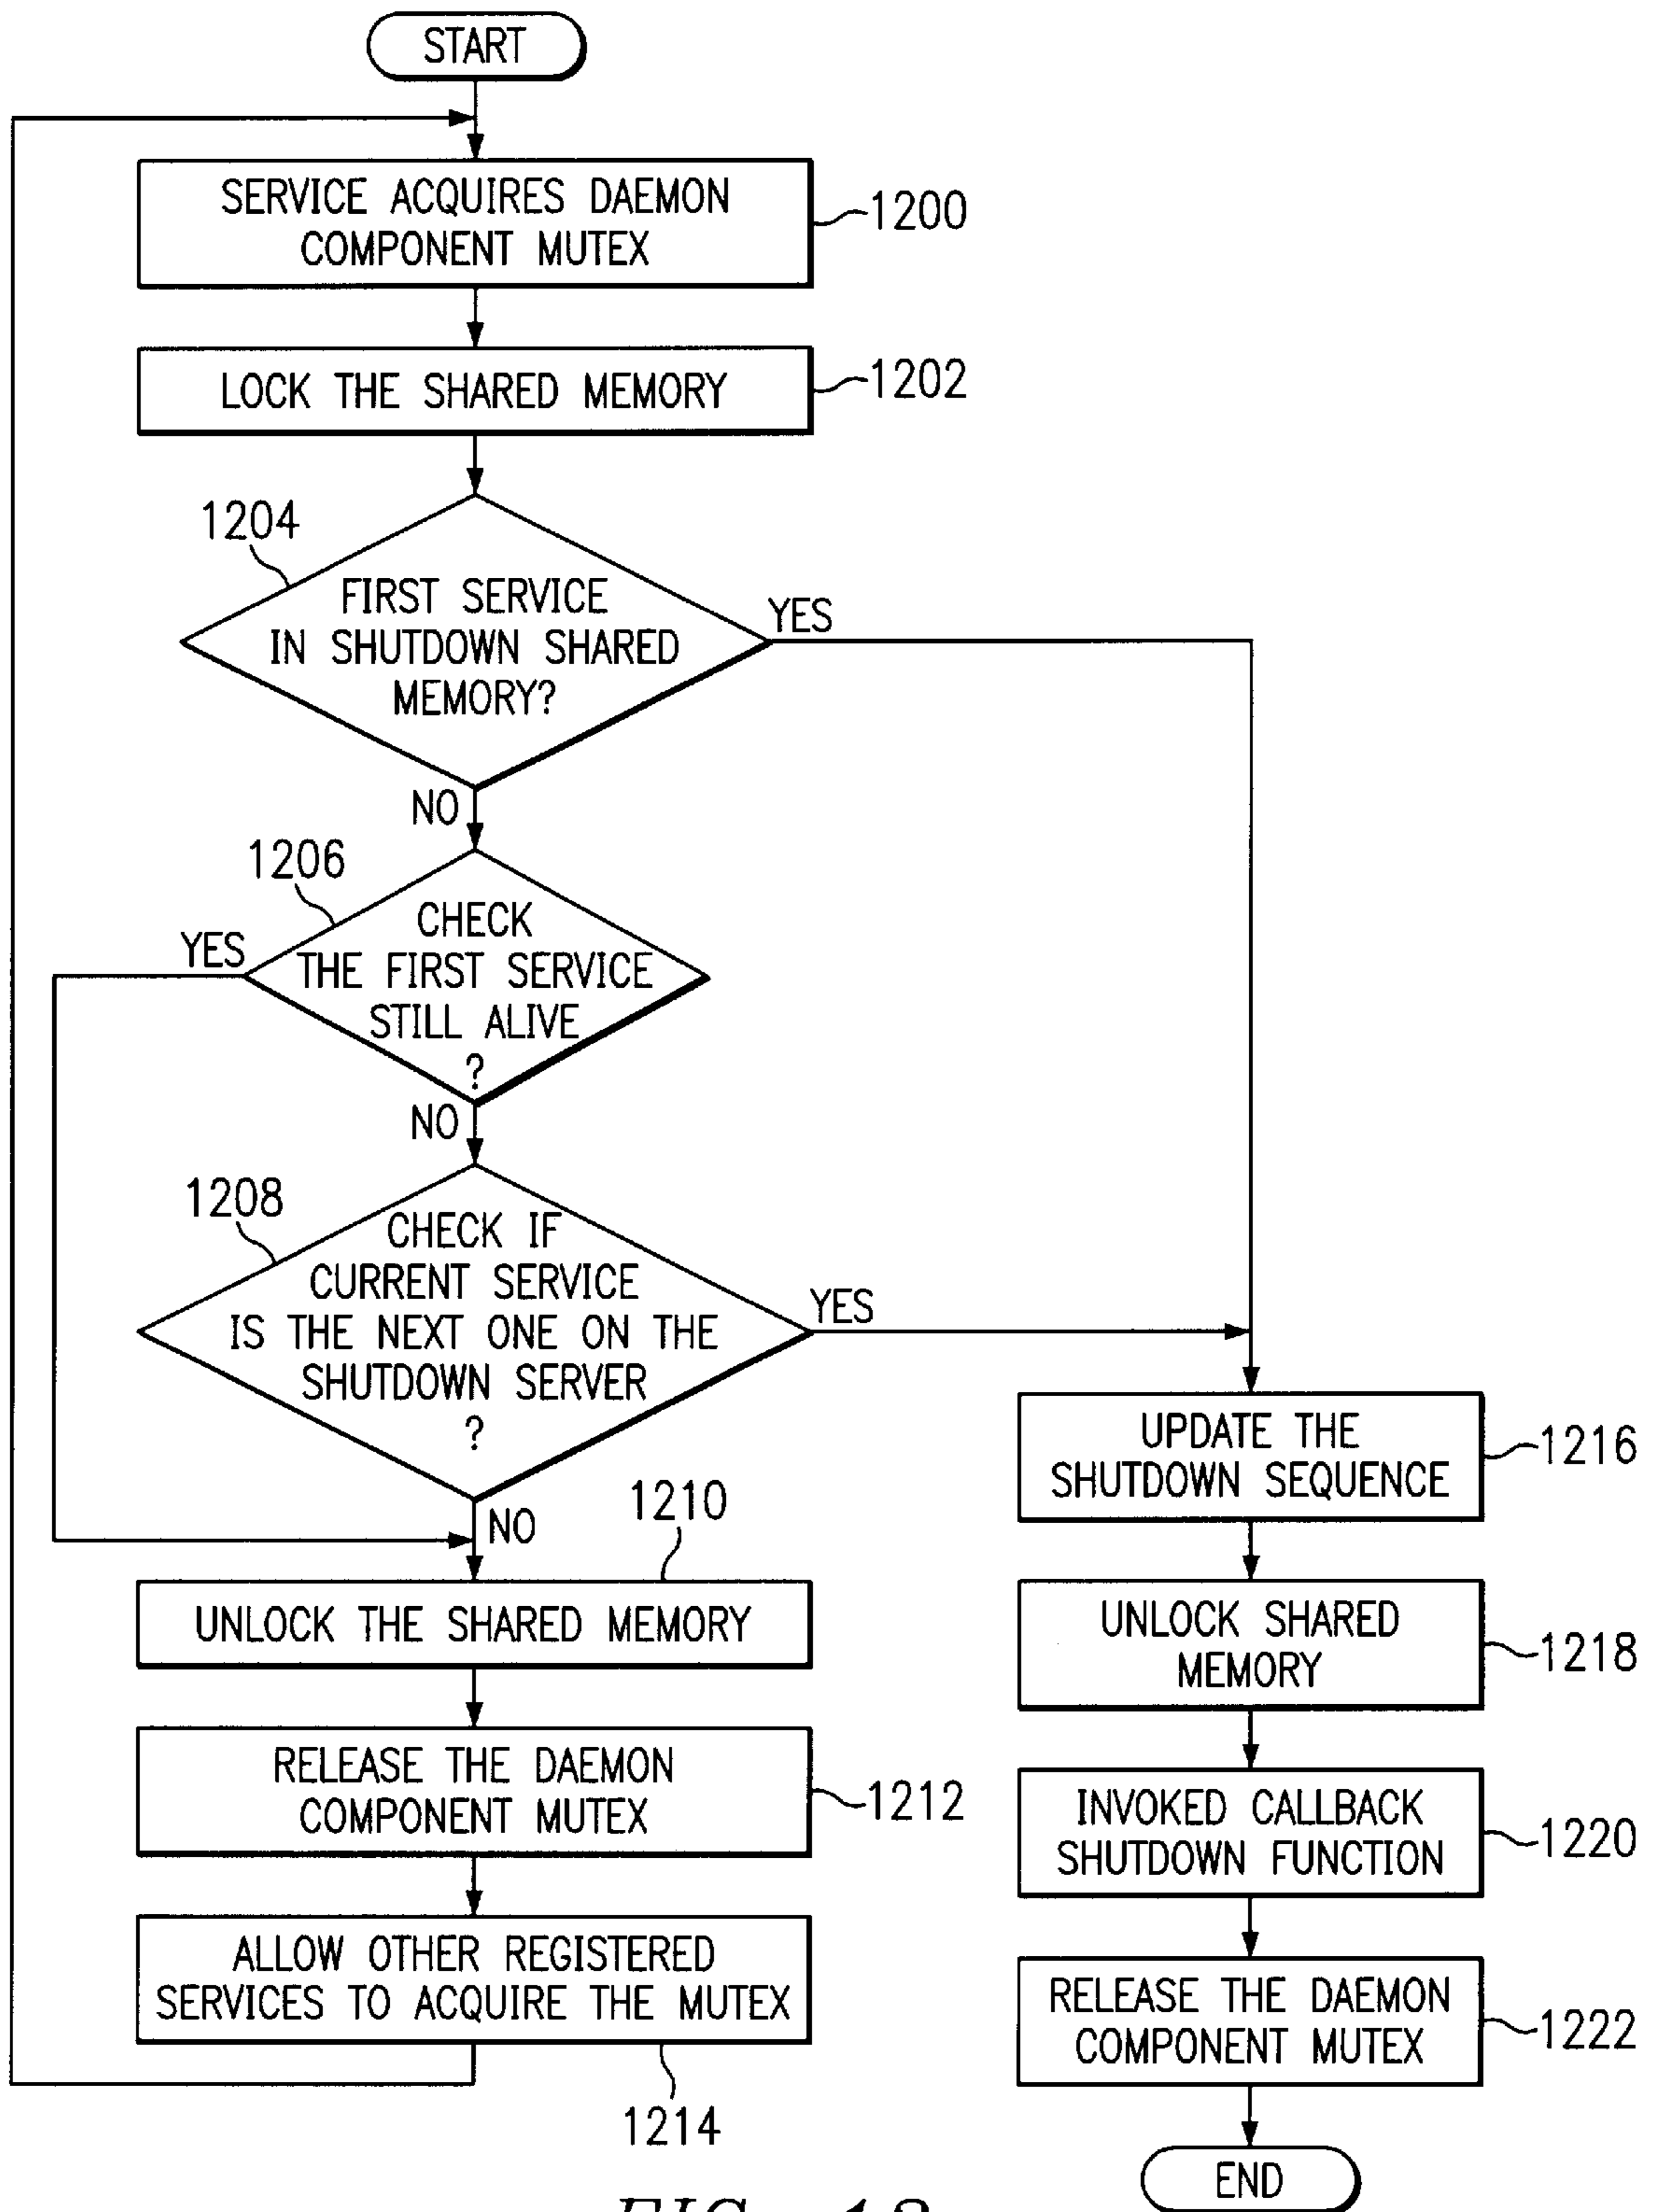 START
SERVICE ACQUIRES DAEMON
COMPONENT MUTEX
1200
LOCK THE SHARED MEMORY
1202
1204
FIRST SERVICE
IN SHUTDOWN SHARED
MEMORY?
YES
NO
1206
CHECK
THE FIRST SERVICE
STILL ALIVE
?
YES
NO
1208
CHECK IF
CURRENT SERVICE
IS THE NEXT ONE ON THE
SHUTDOWN SERVER
?
YES
NO
1210
UNLOCK THE SHARED MEMORY
RELEASE THE DAEMON
COMPONENT MUTEX
1212
ALLOW OTHER REGISTERED
SERVICES TO ACQUIRE THE MUTEX
1214
UPDATE THE
SHUTDOWN SEQUENCE
1216
UNLOCK SHARED
MEMORY
1218
INVOKED CALLBACK
SHUTDOWN FUNCTION
1220
RELEASE THE DAEMON
COMPONENT MUTEX
1222
END